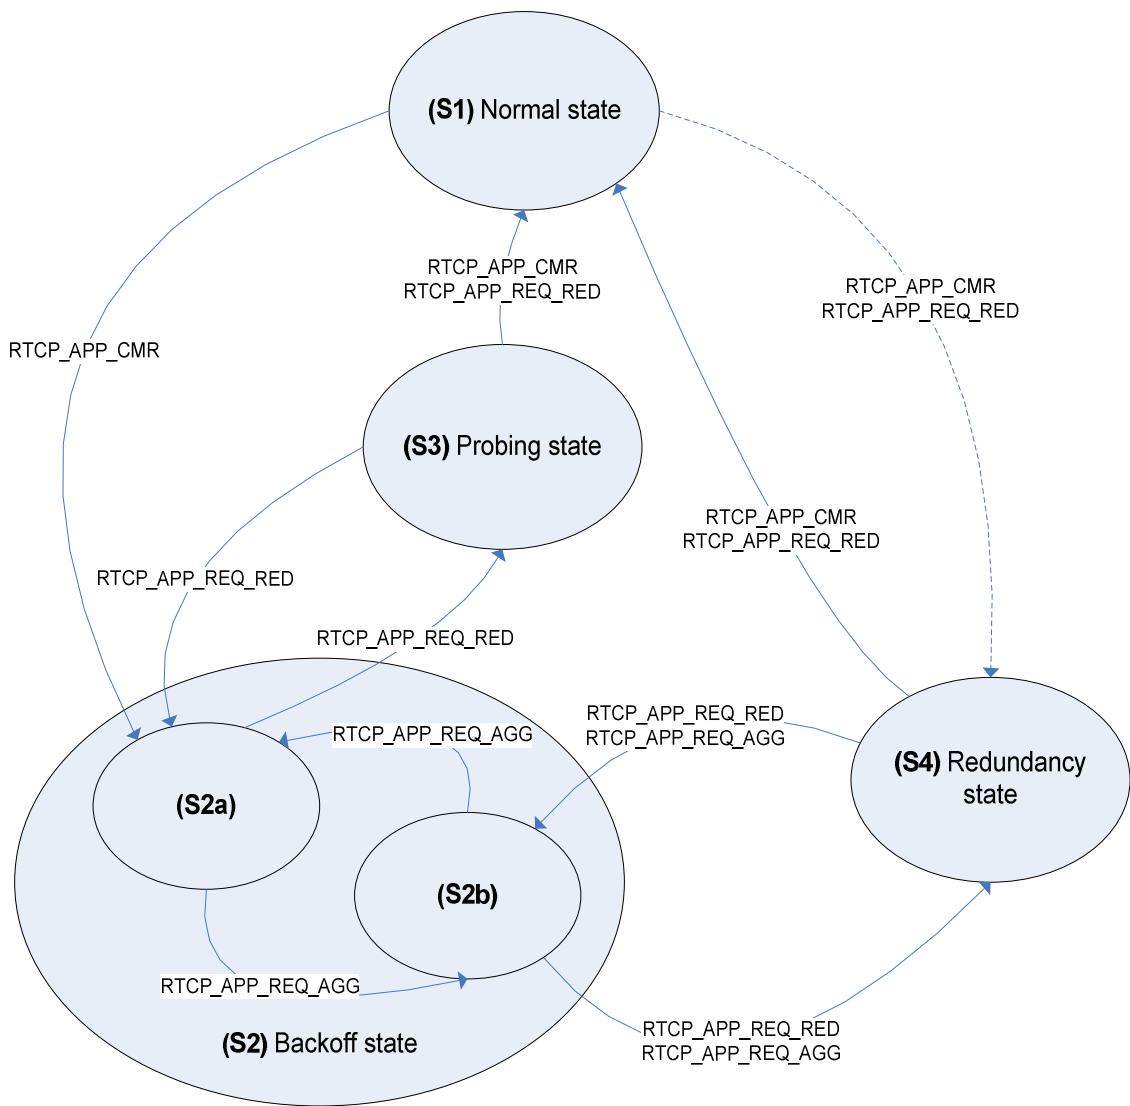 (S1) Normal state
RTCP_APP_CMR
RTCP_APP_REQ_RED
RTCP_APP_CMR
RTCP_APP_REQ_RED
RTCP_APP_CMR
(S3) Probing state
RTCP_APP_CMR
RTCP_APP_REQ_RED
RTCP_APP_REQ_RED
RTCP_APP_REQ_RED
RTCP_APP_REQ_RED
RTCP_APP_REQ_AGG
RTCP_APP_REQ_AGG
(S4) Redundancy
state
(S2a)
(S2b)
RTCP_APP_REQ_AGG
(S2) Backoff state
RTCP_APP_REQ_RED
RTCP_APP_REQ_AGG